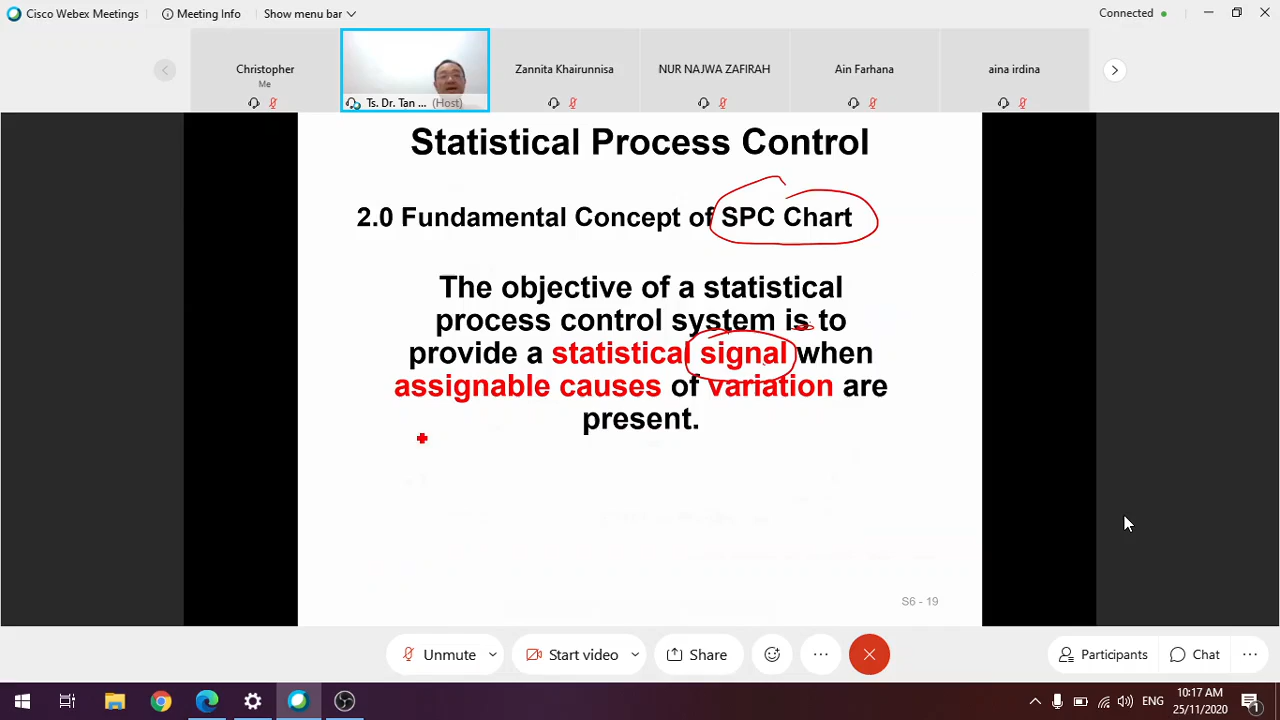 Cisco Webex Meetings
Meeting Info
Show menu bar
Connected
Christopher
Me
Ts. Dr. Tan ... (Host)
Zannita Khairunnisa
NUR NAJWA ZAFIRAH
Ain Farhana
aina irdina
Statistical Process Control
2.0 Fundamental Concept of SPC Chart
The objective of a statistical
process control system is to
provide a statistical signal when
assignable causes of variation are
present.
S6 - 19
Unmute
Start video
Share
Participants
Chat
ENG
10:17 AM
25/11/2020
1